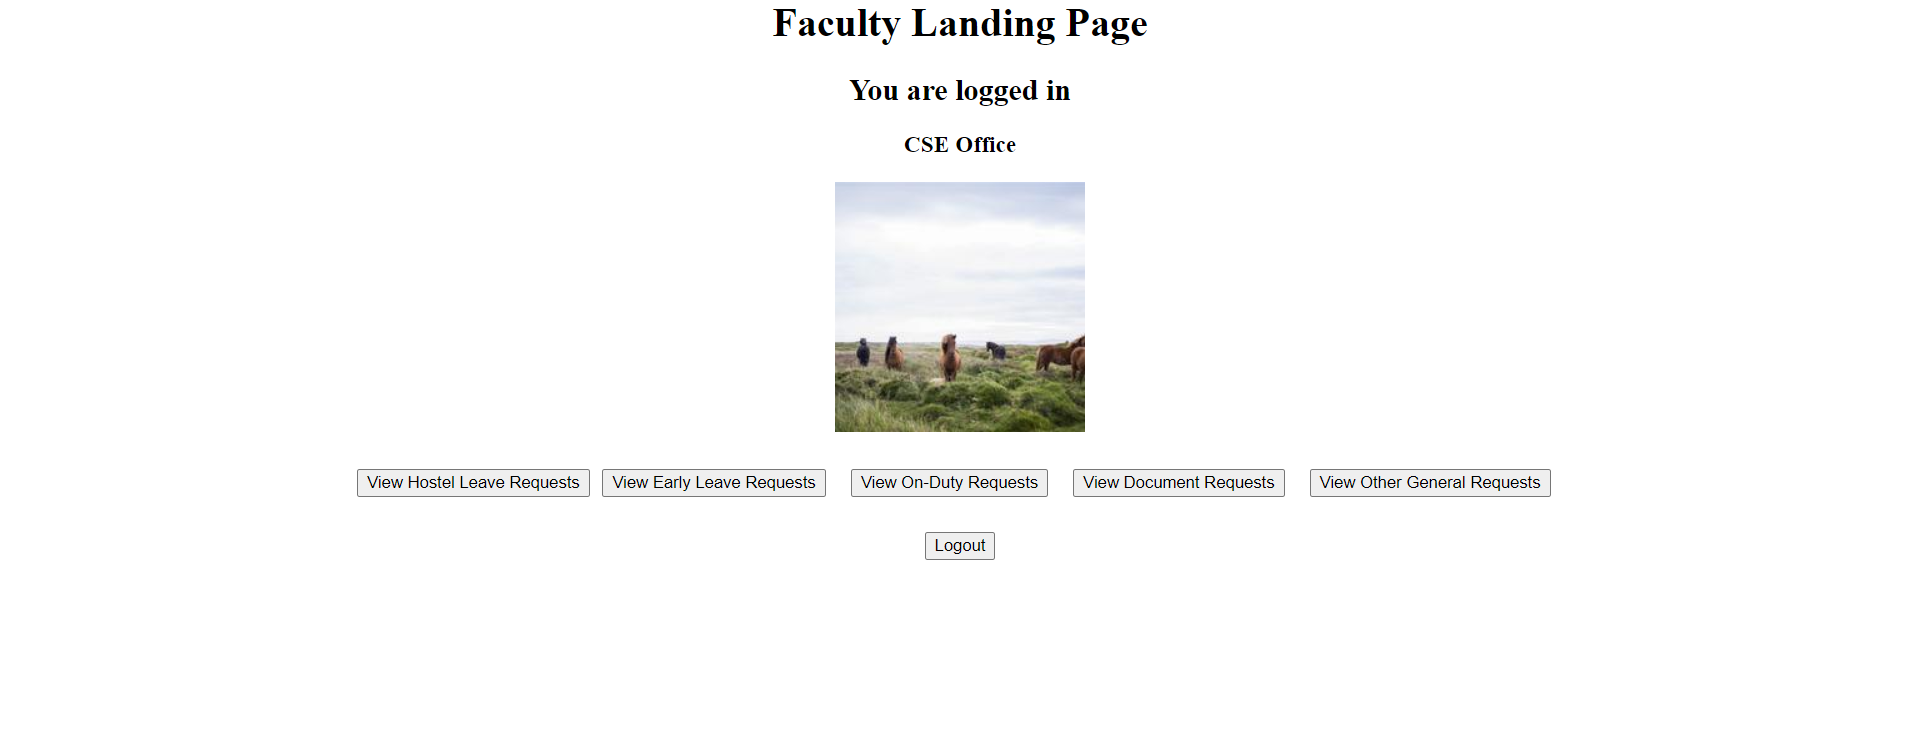 Faculty Landing Page
You are logged in
CSE Office
View Hostel Leave Requests View Early Leave Requests View On-Duty Requests View Document Requests View Other General Requests
Logout